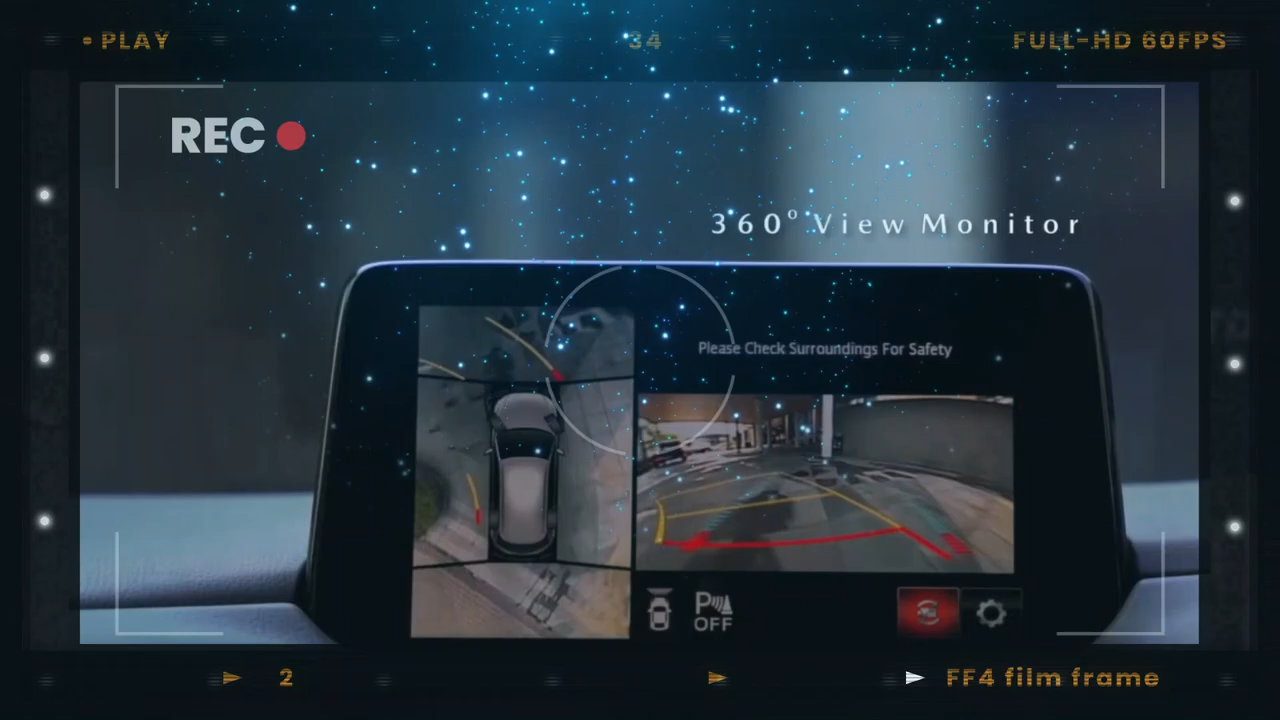 PLAY
34
FULL-HD 60FPS
REC
360° View Monitor
Please Check Surroundings For Safety
P OFF
2
FF4 film frame